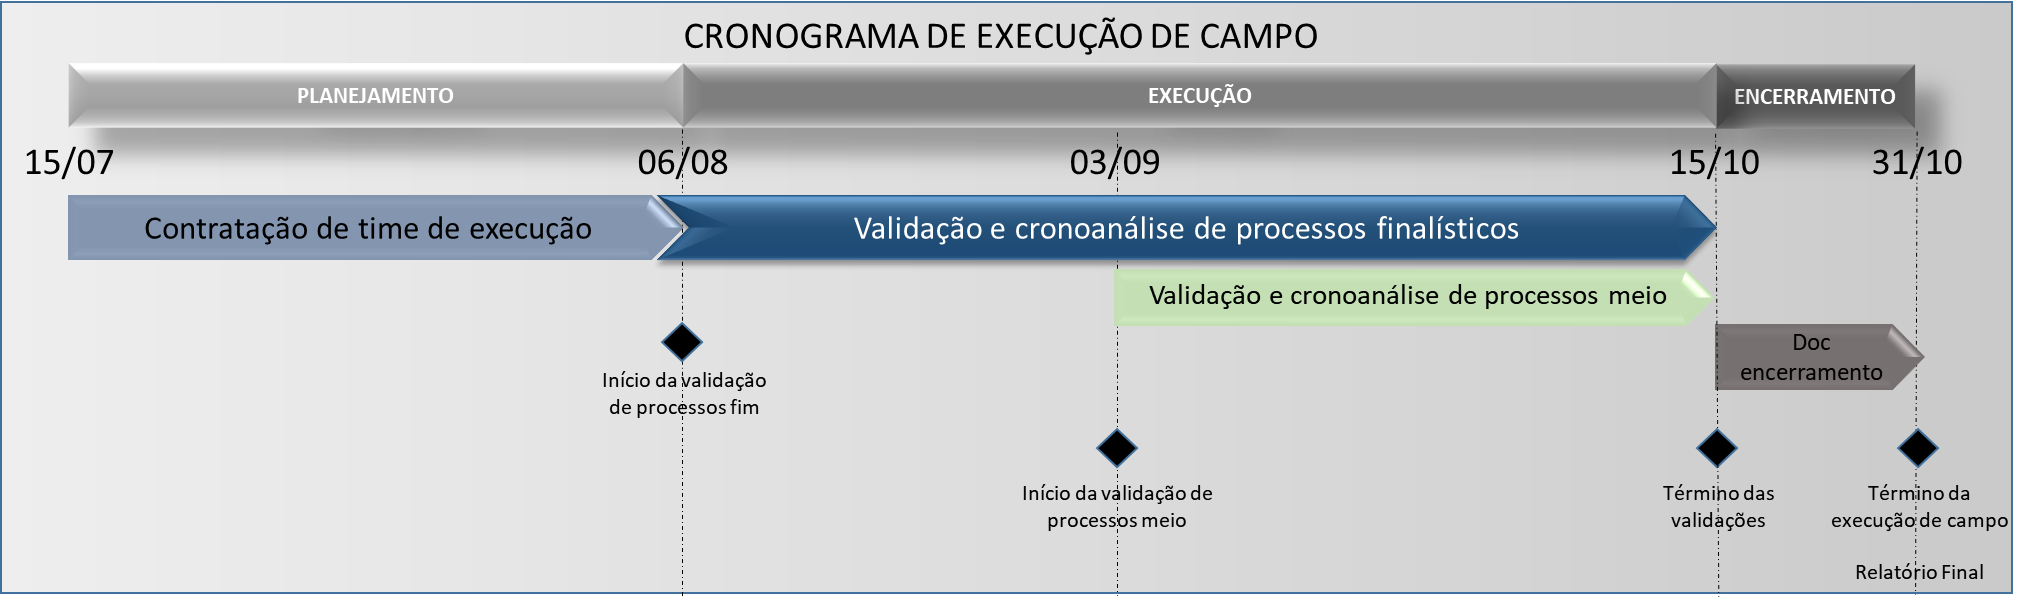 CRONOGRAMA DE EXECUÇÃO DE CAMPO
PLANEJAMENTO
EXECUÇÃO
ENCERRAMENTO
15/07
06/08
03/09
15/10
31/10
Contratação de time de execução
Validação e cronoanálise de processos finalísticos
Validação e cronoanálise de processos meio
Doc
encerramento
Início da validação
de processos fim
Início da validação de
processos meio
Término das
validações
Término da
execução de campo
Relatório Final